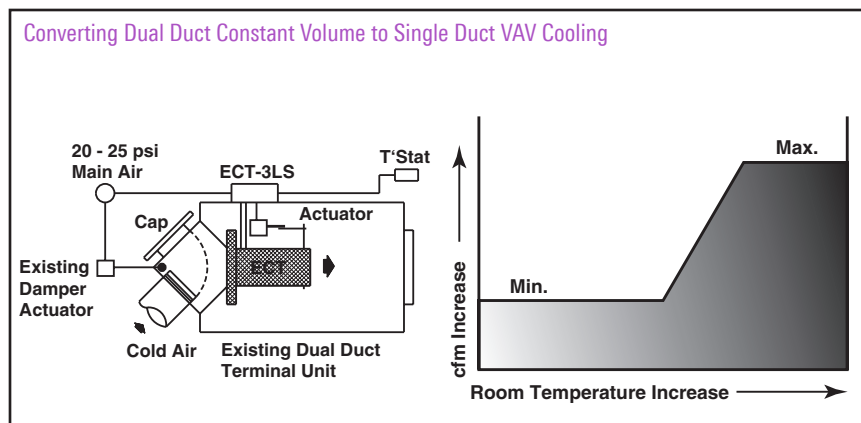 Converting Dual Duct Constant Volume to Single Duct VAV Cooling
20 - 25 psi
Main Air
ECT-3LS
T‘Stat
Cap
Actuator
Existing
Damper
Actuator
ECT
Cold Air
Existing Dual Duct
Terminal Unit
cfm Increase
Min.
Max.
Room Temperature Increase